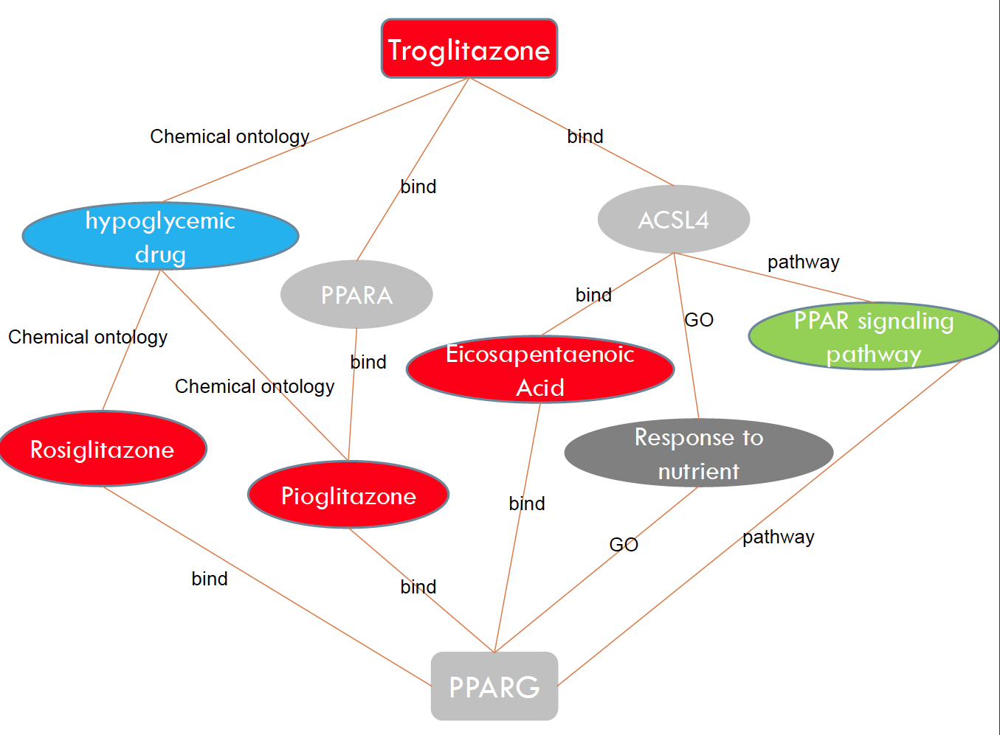 Troglitazone
Chemical ontology
bind
bind
hypoglycemic
drug
ACSL4
pathway
PPARA
bind
GO
PPAR signaling
pathway
Chemical ontology
bind
Eicosapentaenoic
Acid
Chemical ontology
Rosiglitazone
Response to
nutrient
Pioglitazone
bind
GO
pathway
bind
bind
PPARG